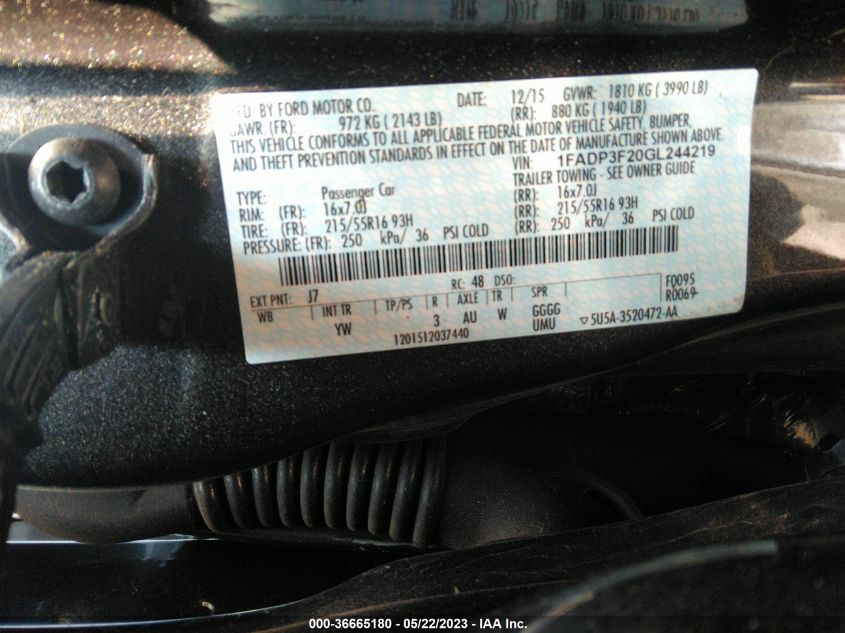 MFD. BY FORD MOTOR CO. DATE: 12/15 GVWR: 1810 KG ( 3990 LB)
GAWR: (FR): 972 KG ( 2143 LB) (RR): 880 KG ( 1940 LB)
THIS VEHICLE CONFORMS TO ALL APPLICABLE FEDERAL MOTOR VEHICLE SAFETY, BUMPER,
AND THEFT PREVENTION STANDARDS IN EFFECT ON THE DATE OF MANUFACTURE SHOWN ABOVE
VIN: 1FADP3F20GL244219
TRAILER TOWING - SEE OWNER GUIDE
TYPE: Passenger Car
RIM: (FR): 16x7.0J (RR): 16x7.0J
TIRE: (FR): 215/55R16 93H (RR): 215/55R16 93H
PRESSURE: (FR): 250 kPa/ 36 PSI COLD (RR): 250 kPa/ 36 PSI COLD
EXT PNT: J7 RC: 48 DSO: F0095
WB INT TR TP/PS R AXLE TR SPR R0069
YW 3 AU W GGGG
UMU
1201512037440 ▽5U5A-3520472-AA
000-36665180 - 05/22/2023 - IAA Inc.